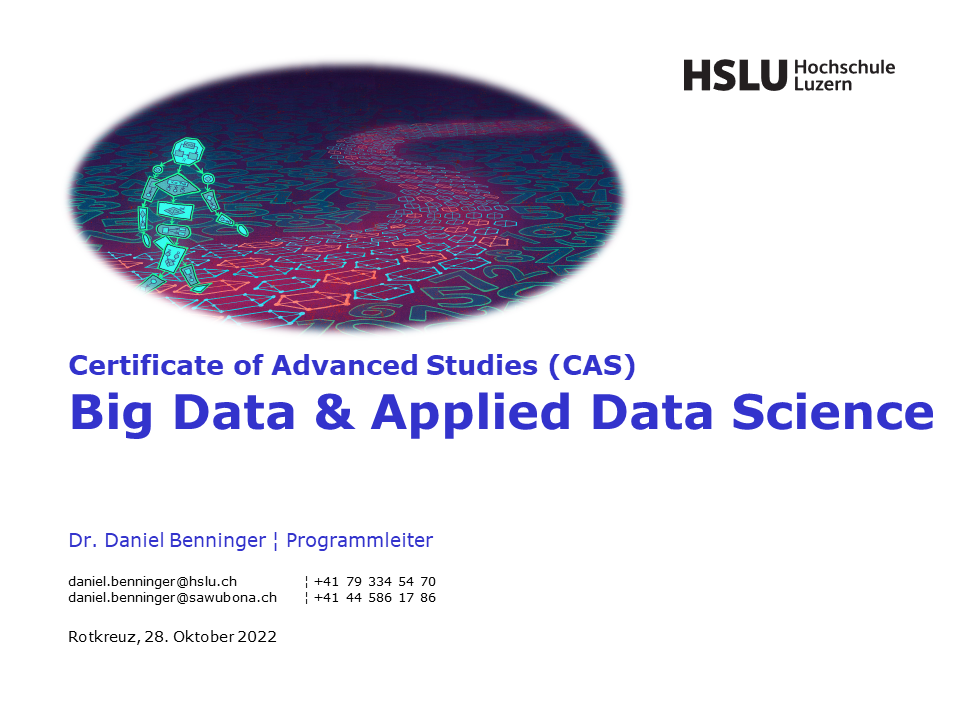 HSLU Hochschule
Luzern
Certificate of Advanced Studies (CAS)
Big Data & Applied Data Science
Dr. Daniel Benninger ¦ Programmleiter
daniel.benninger@hslu.ch ¦ +41 79 334 54 70
daniel.benninger@sawubona.ch ¦ +41 44 586 17 86
Rotkreuz, 28. Oktober 2022